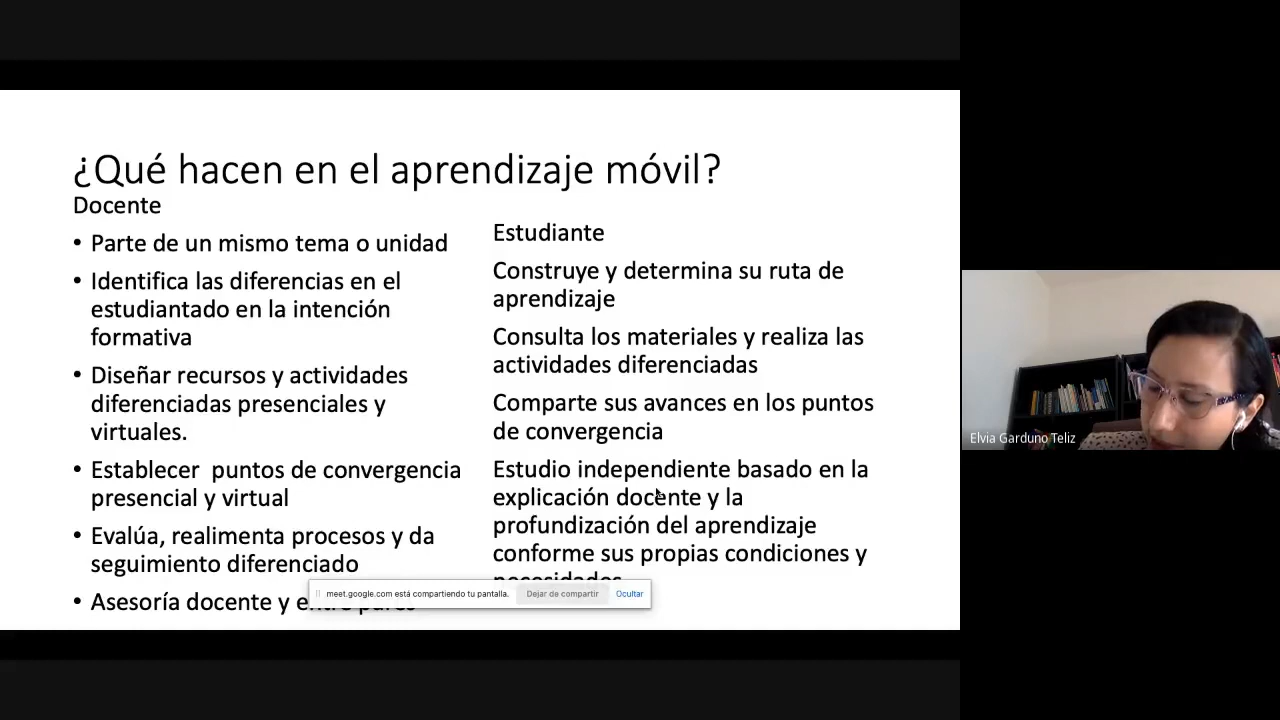 ¿Qué hacen en el aprendizaje móvil?
Docente
• Parte de un mismo tema o unidad
• Identifica las diferencias en el
estudiantado en la intención
formativa
• Diseñar recursos y actividades
diferenciadas presenciales y
virtuales.
• Establecer puntos de convergencia
presencial y virtual
• Evalúa, realimenta procesos y da
seguimiento diferenciado
• Asesoría docente y entre pares
Estudiante
Construye y determina su ruta de
aprendizaje
Consulta los materiales y realiza las
actividades diferenciadas
Comparte sus avances en los puntos
de convergencia
Estudio independiente basado en la
explicación docente y la
profundización del aprendizaje
conforme sus propias condiciones y
necesidades
meet.google.com está compartiendo tu pantalla. Dejar de compartir Ocultar
Elvia Garduno Teliz